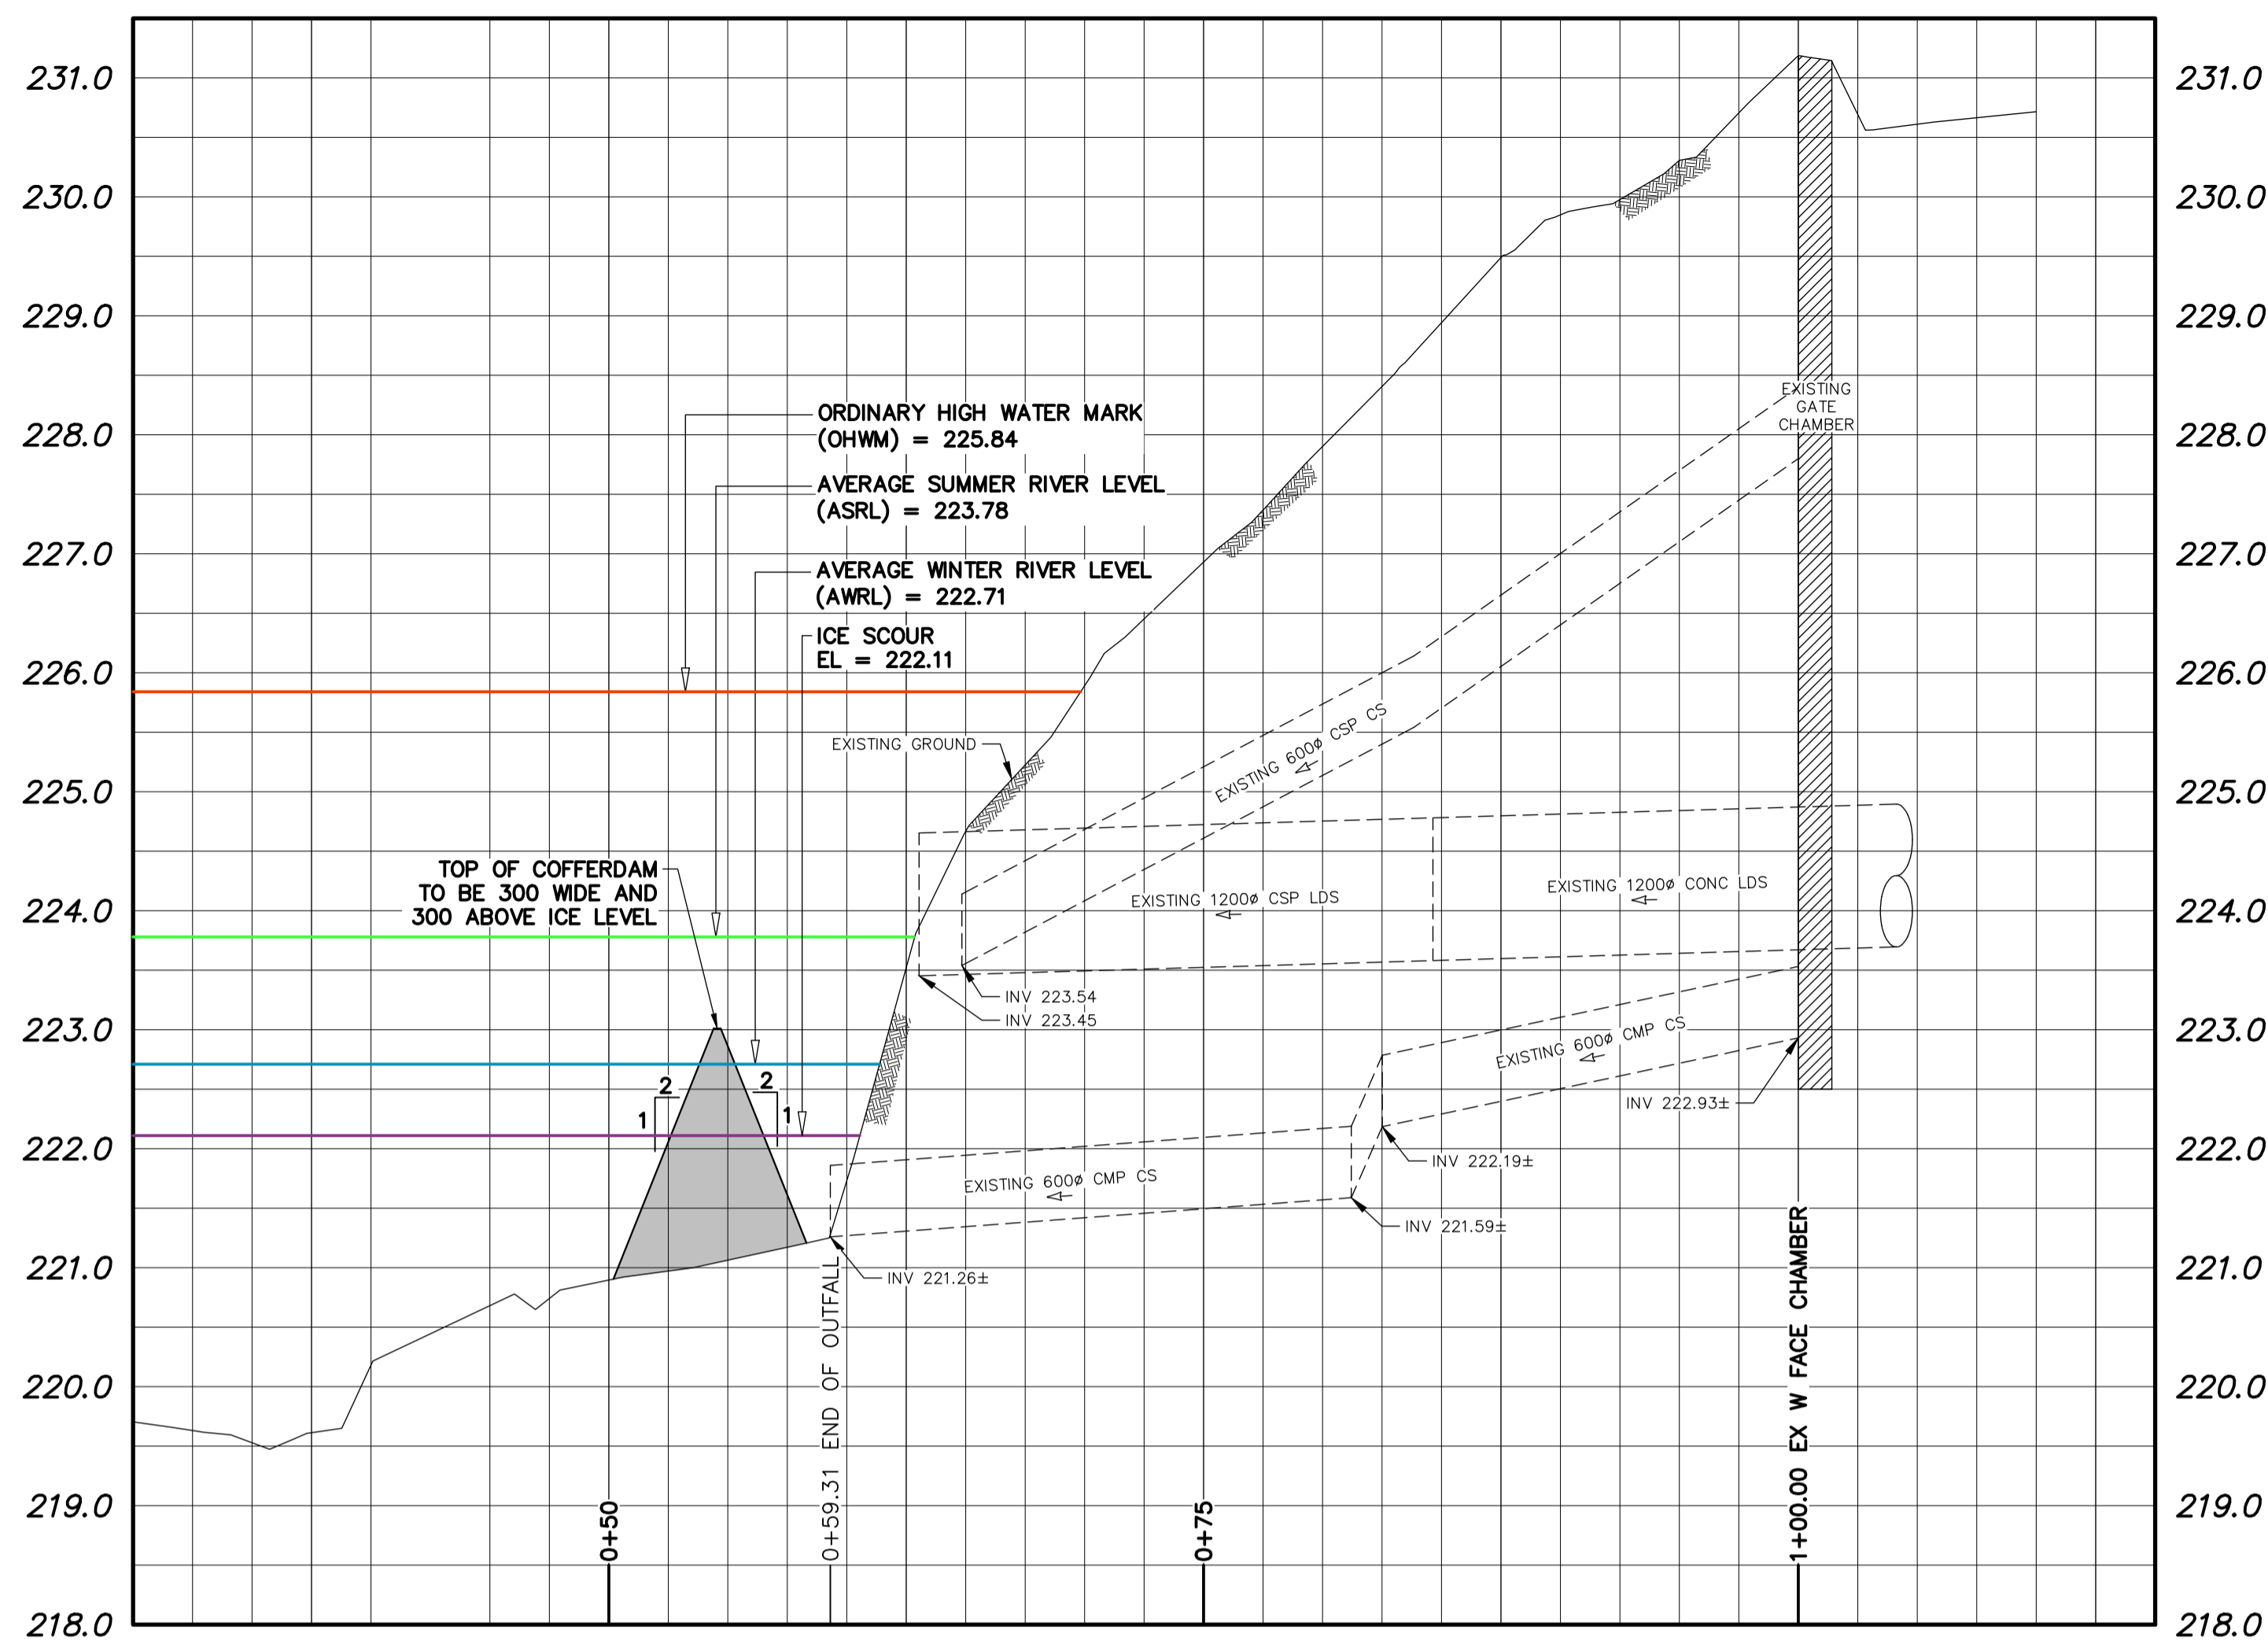 231.0
230.0
229.0
228.0
227.0
226.0
225.0
224.0
223.0
222.0
221.0
220.0
219.0
218.0
231.0
230.0
229.0
228.0
227.0
226.0
225.0
224.0
223.0
222.0
221.0
220.0
219.0
218.0
EXISTING
GATE
CHAMBER
ORDINARY HIGH WATER MARK
(OHWM) = 225.84
AVERAGE SUMMER RIVER LEVEL
(ASRL) = 223.78
AVERAGE WINTER RIVER LEVEL
(AWRL) = 222.71
ICE SCOUR
EL = 222.11
EXISTING GROUND
EXISTING 600ø CSP CS
TOP OF COFFERDAM
TO BE 300 WIDE AND
300 ABOVE ICE LEVEL
EXISTING 1200ø CSP LDS
EXISTING 1200ø CONC LDS
INV 223.54
INV 223.45
EXISTING 600ø CMP CS
2
1
2
1
INV 222.93±
INV 222.19±
EXISTING 600ø CMP CS
INV 221.59±
INV 221.26±
0+50
0+59.31 END OF OUTFALL
0+75
1+00.00 EX W FACE CHAMBER